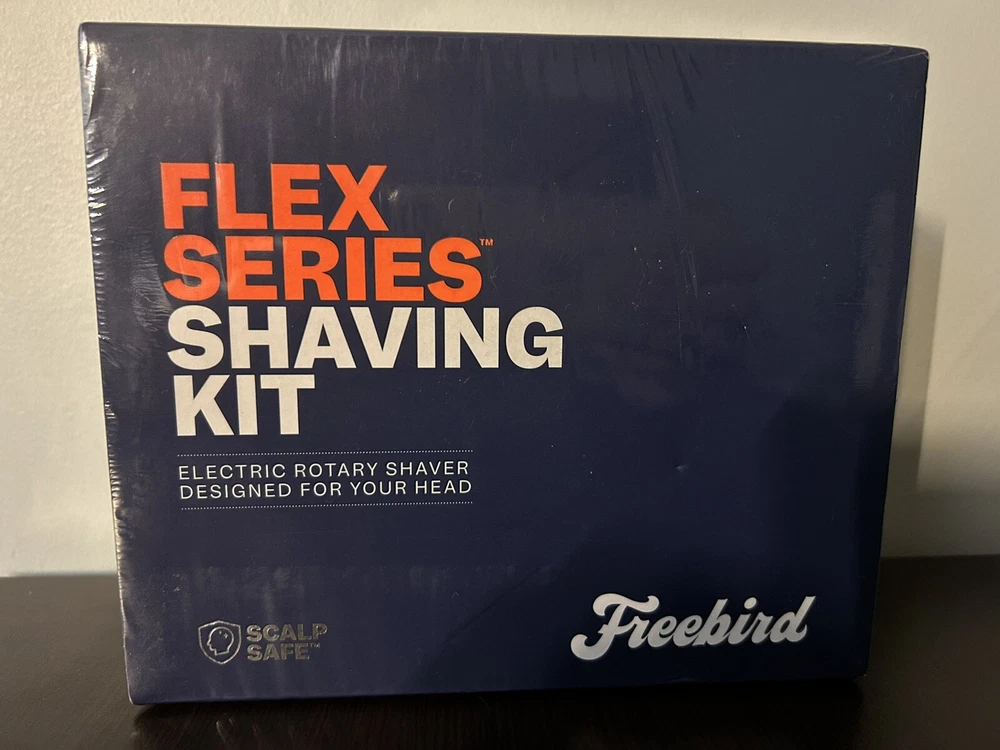 FLEX
SERIES™
SHAVING
KIT
ELECTRIC ROTARY SHAVER
DESIGNED FOR YOUR HEAD
SCALP
SAFE™
Freebird